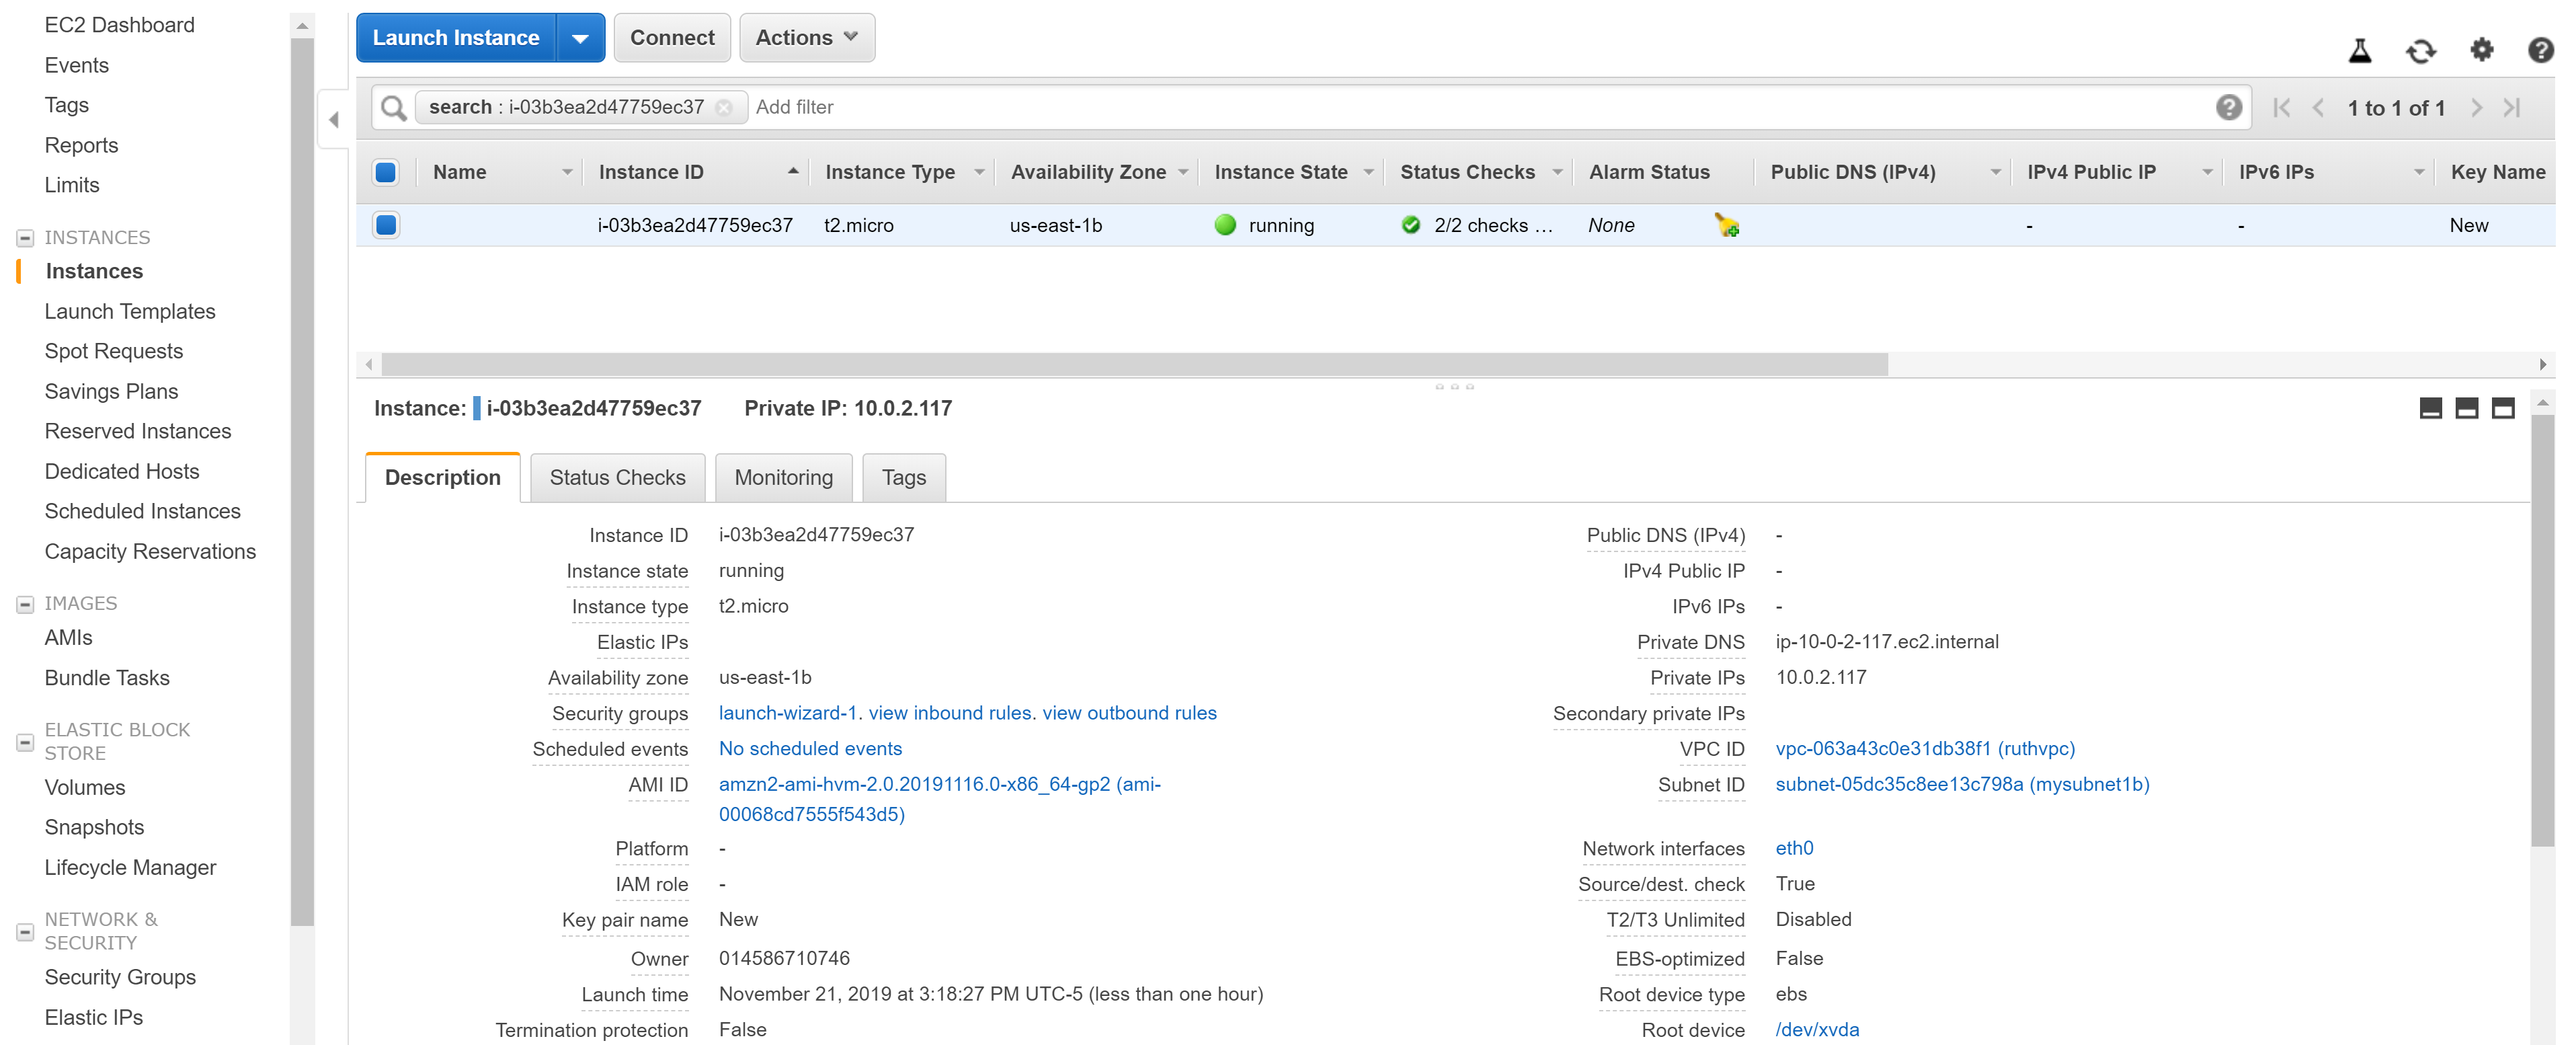 EC2 Dashboard
Events
Tags
Reports
Limits
INSTANCES
Instances
Launch Templates
Spot Requests
Savings Plans
Reserved Instances
Dedicated Hosts
Scheduled Instances
Capacity Reservations
IMAGES
AMIs
Bundle Tasks
ELASTIC BLOCK
STORE
Volumes
Snapshots
Lifecycle Manager
NETWORK &
SECURITY
Security Groups
Elastic IPs
Launch Instance Connect Actions
search : i-03b3ea2d47759ec37 Add filter 1 to 1 of 1
Name Instance ID Instance Type Availability Zone Instance State Status Checks Alarm Status Public DNS (IPv4) IPv4 Public IP IPv6 IPs Key Name
i-03b3ea2d47759ec37 t2.micro us-east-1b running 2/2 checks ... None - - New
Instance: i-03b3ea2d47759ec37 Private IP: 10.0.2.117
Description Status Checks Monitoring Tags
Instance ID i-03b3ea2d47759ec37
Instance state running
Instance type t2.micro
Elastic IPs
Availability zone us-east-1b
Security groups launch-wizard-1. view inbound rules. view outbound rules
Scheduled events No scheduled events
AMI ID amzn2-ami-hvm-2.0.20191116.0-x86_64-gp2 (ami-
00068cd7555f543d5)
Platform -
IAM role -
Key pair name New
Owner 014586710746
Launch time November 21, 2019 at 3:18:27 PM UTC-5 (less than one hour)
Termination protection False
Public DNS (IPv4) -
IPv4 Public IP -
IPv6 IPs -
Private DNS ip-10-0-2-117.ec2.internal
Private IPs 10.0.2.117
Secondary private IPs
VPC ID vpc-063a43c0e31db38f1 (ruthvpc)
Subnet ID subnet-05dc35c8ee13c798a (mysubnet1b)
Network interfaces eth0
Source/dest. check True
T2/T3 Unlimited Disabled
EBS-optimized False
Root device type ebs
Root device /dev/xvda